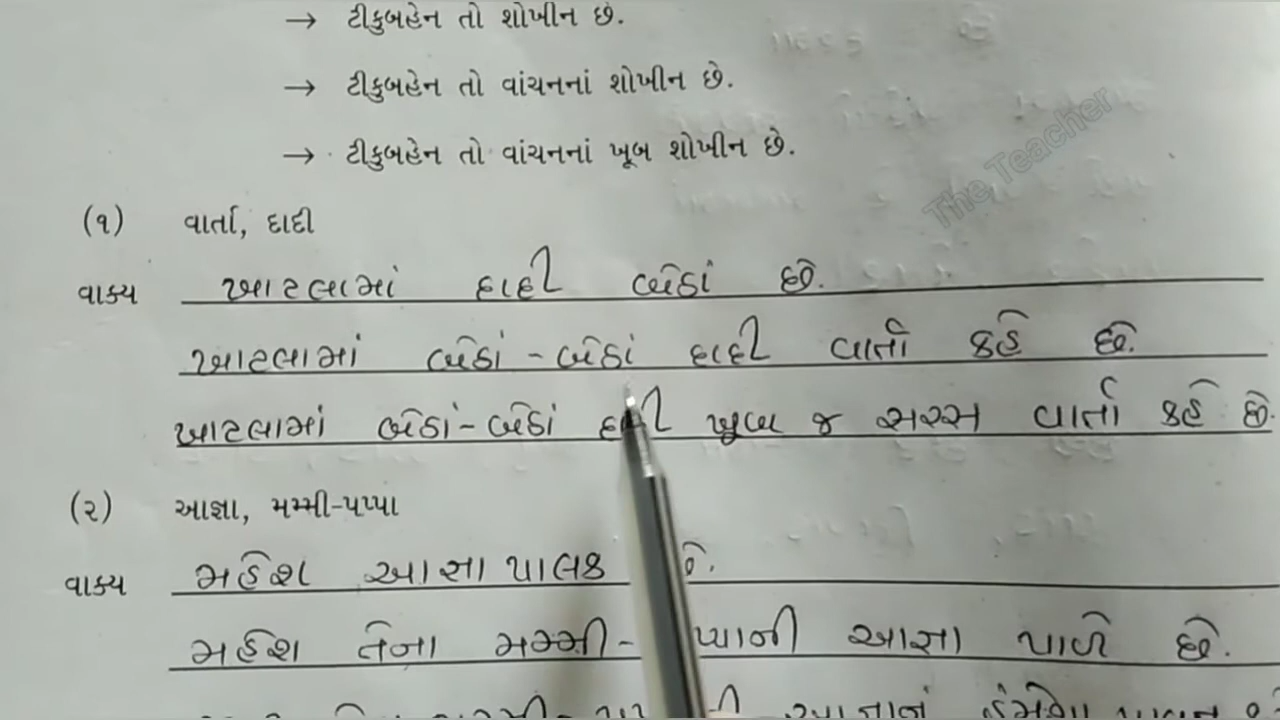 → ટીકુબહેન તો શોખીન છે.
→ ટીકુબહેન તો વાંચનનાં શોખીન છે.
→ ટીકુબહેન તો વાંચનનાં ખૂબ શોખીન છે.
The Teacher
(૧) વાર્તા, દાદી
વાક્ય ખાટલામાં દાદી બેઠાં છે.
ખાટલામાં બેઠાં-બેઠાં દાદી વાર્તા કહે છે.
ખાટલામાં બેઠાં-બેઠાં દાદી ખુબ જ સરસ વાર્તા કહે છે.
(૨) આજ્ઞા, મમ્મી-પપ્પા
વાક્ય મહેશ આજ્ઞા પાલક છે.
મહેશ તેના મમ્મી-પપ્પાની આજ્ઞા પાળે છે.